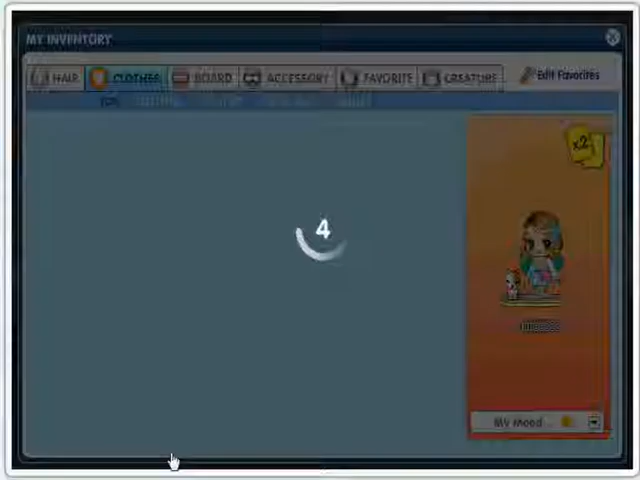 MY INVENTORY
HAIR CLOTHES BOARD ACCESSORY FAVORITE CREATURE Edit Favorites
x2
4
My Mood